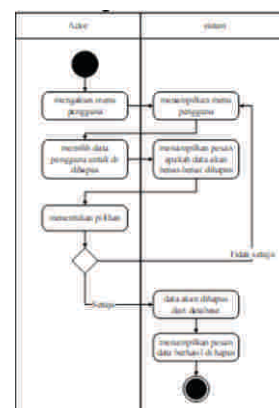 Actor
sistem
mengakses menu
pengguna
menampilkan menu
pengguna
memilih data
pengguna untuk di
dihapus
menampilkan pesan
apakah data akan
benar-benar dihapus
menentukan pilihan
Tidak setuju
Setuju
data akan dihapus
dari database
menampilkan pesan
data berhasil di hapus